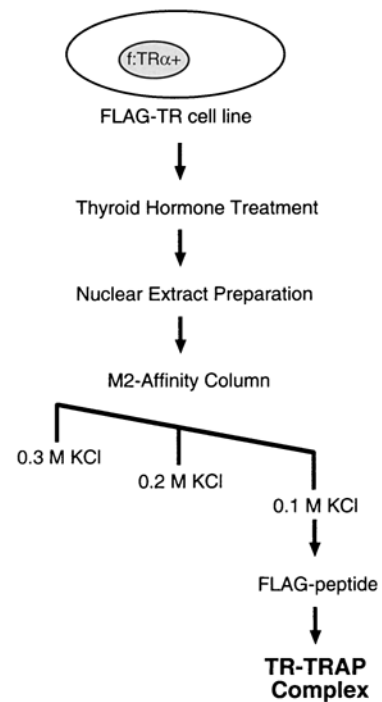 f:TRα+
FLAG-TR cell line
Thyroid Hormone Treatment
Nuclear Extract Preparation
M2-Affinity Column
0.3 M KCl
0.2 M KCl
0.1 M KCl
FLAG-peptide
TR-TRAP
Complex